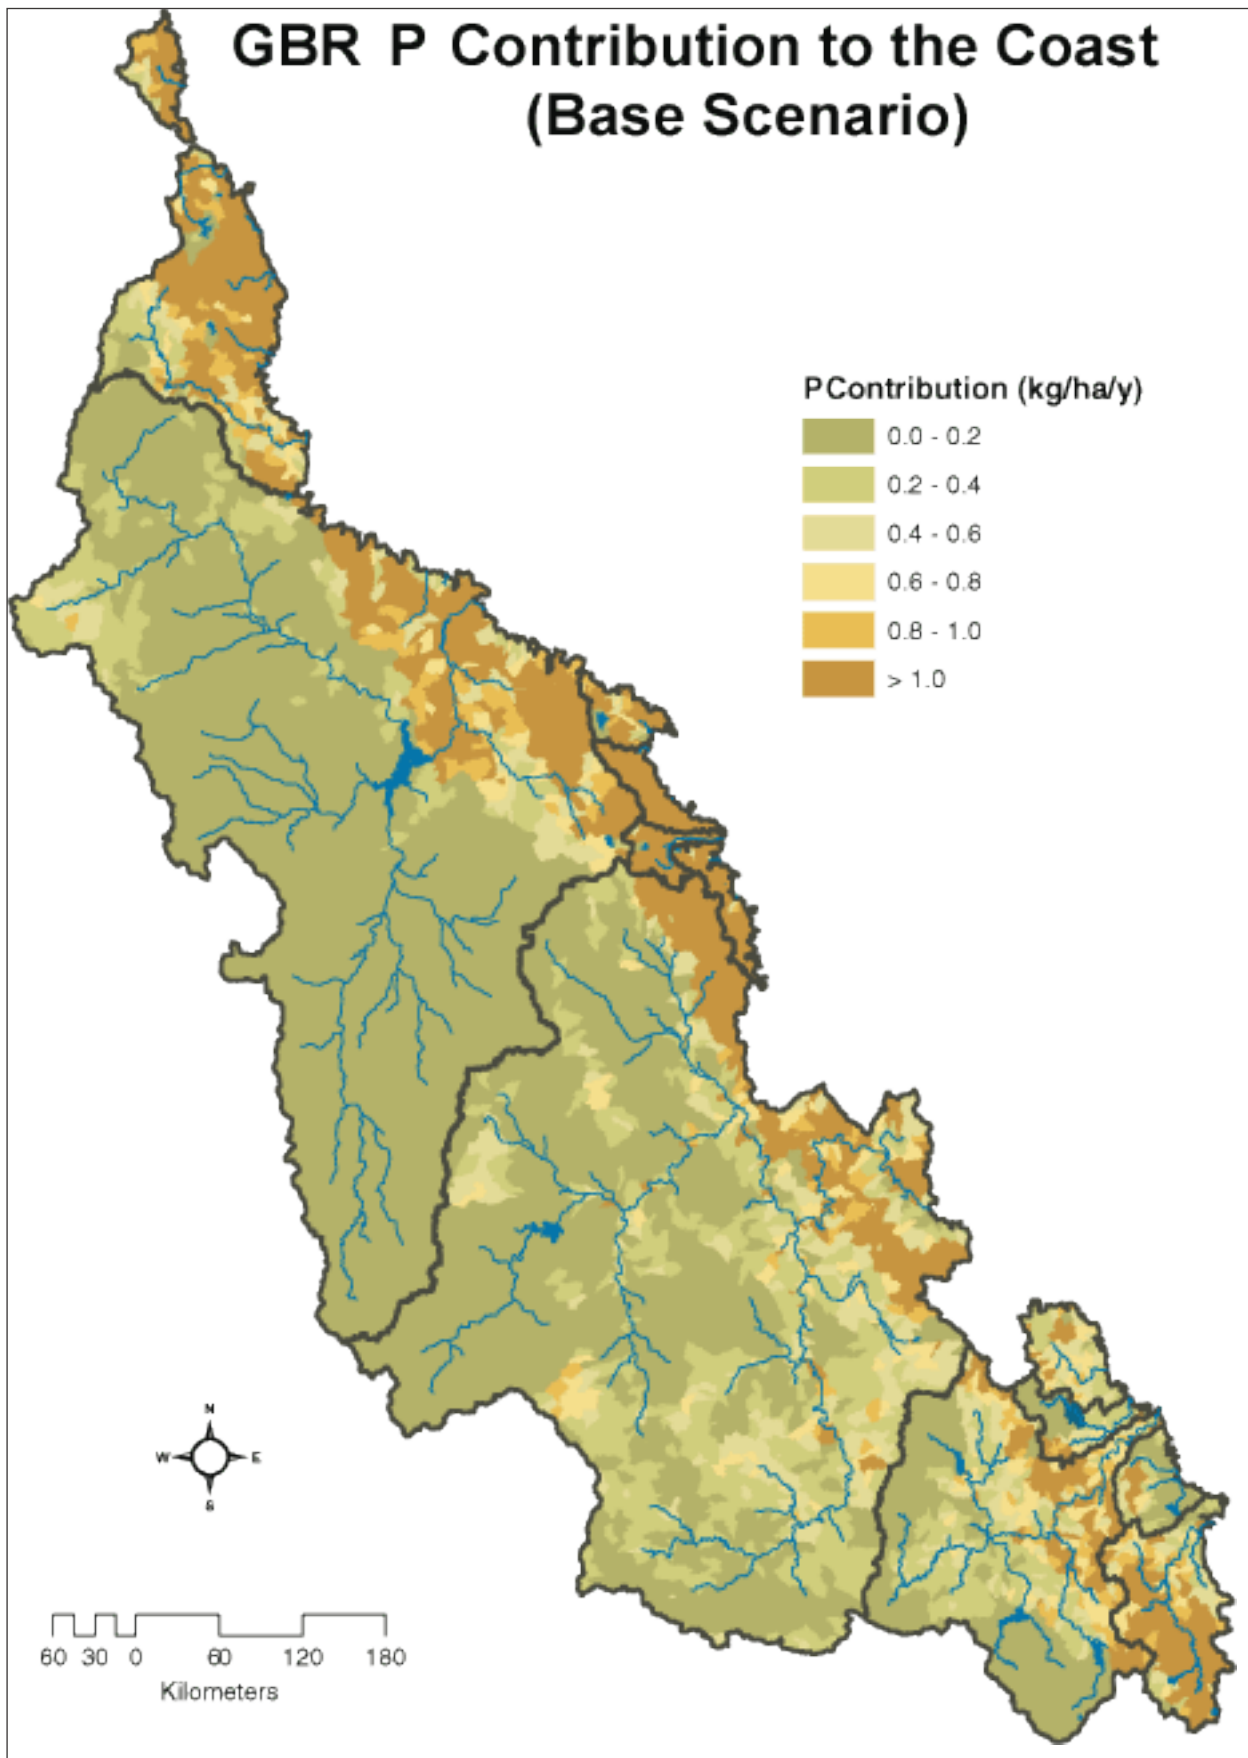 GBR P Contribution to the Coast
(Base Scenario)
PContribution (kg/ha/y)
0.0 - 0.2
0.2 - 0.4
0.4 - 0.6
0.6 - 0.8
0.8 - 1.0
> 1.0
N
W E
S
60 30 0 60 120 180
Kilometers